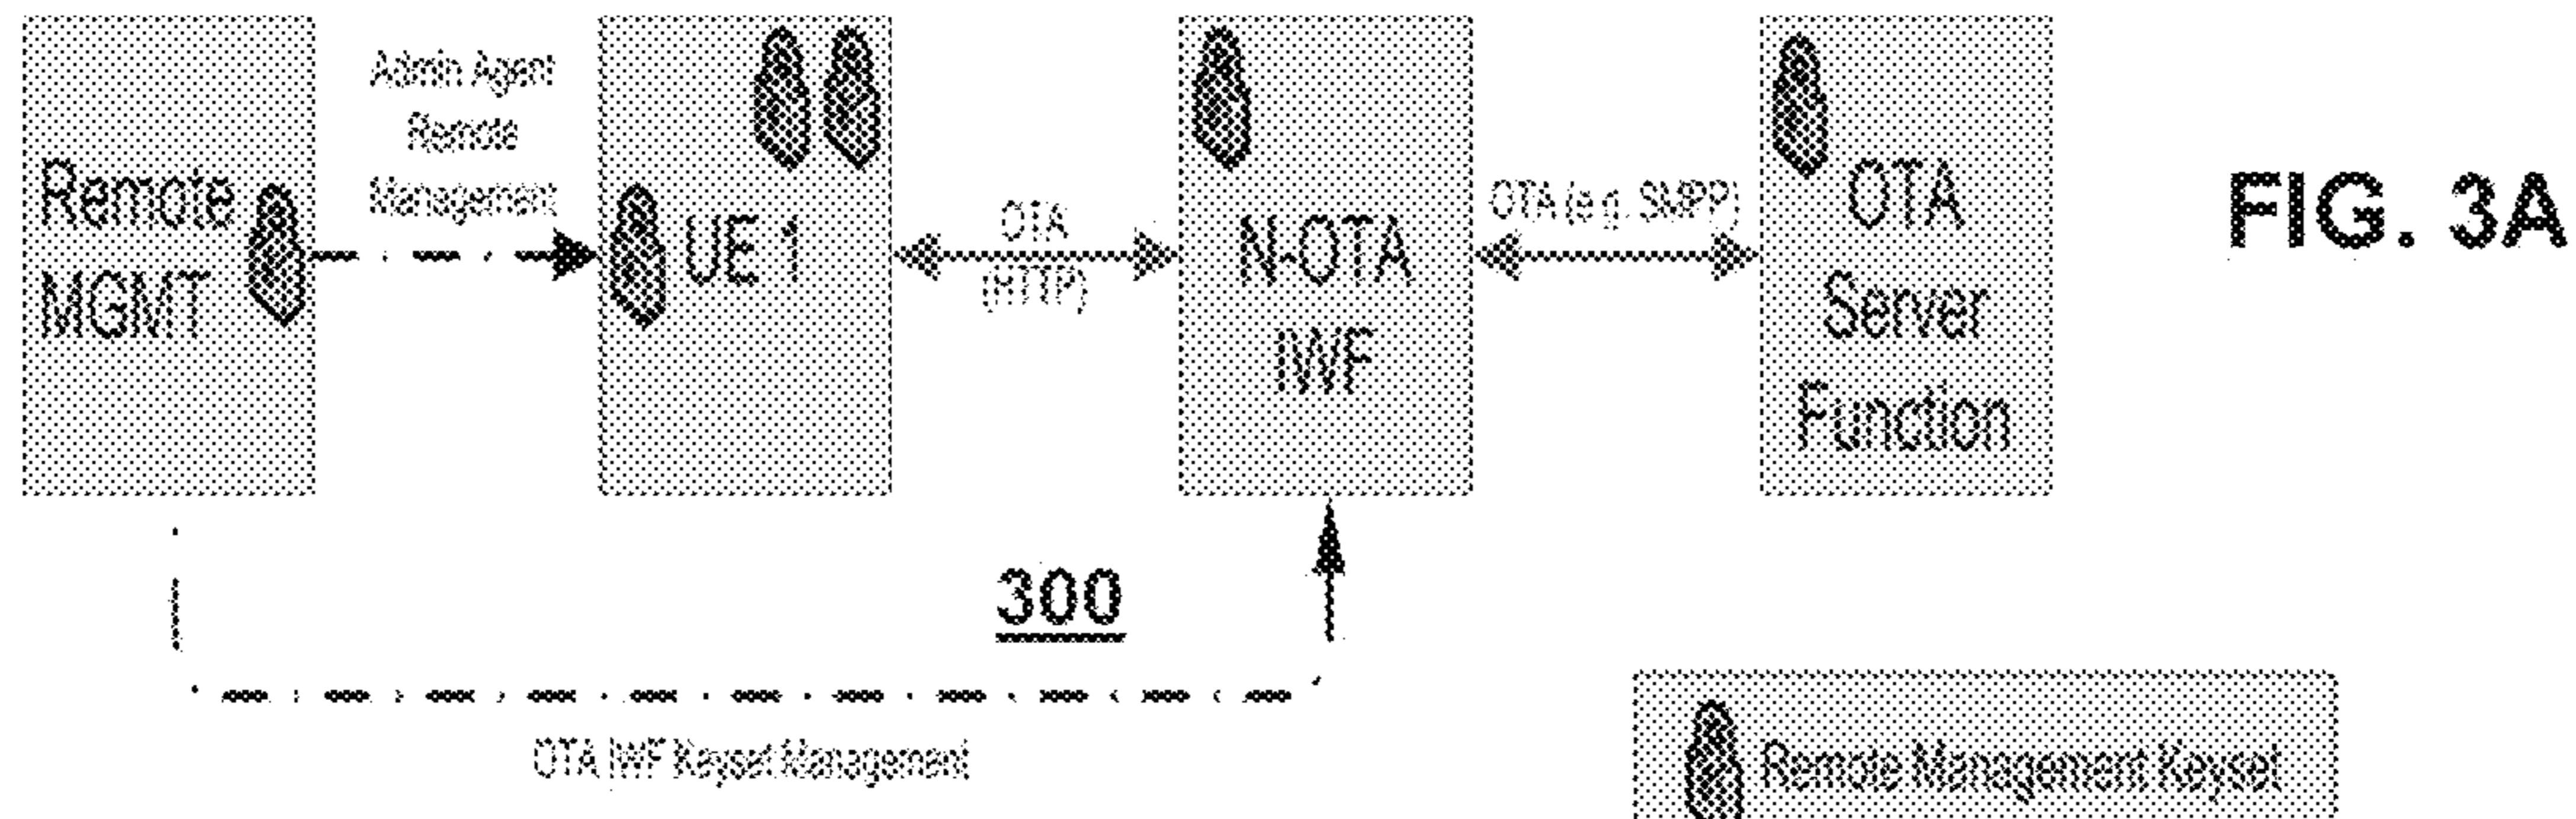 Admin Agent
Remote
Management
Remote
MGMT
UE 1
OTA
(HTTP)
N-OTA
IWF
OTA (e.g. SMPP)
OTA
Server
Function
FIG. 3A
300
OTA IWF Keyset Management
Remote Management Keyset